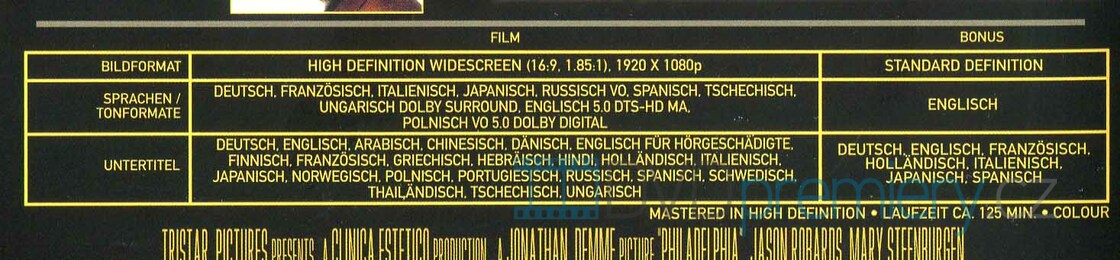 FILM
BONUS
BILDFORMAT
HIGH DEFINITION WIDESCREEN (16:9, 1.85:1), 1920 X 1080p
STANDARD DEFINITION
SPRACHEN /
TONFORMATE
DEUTSCH, FRANZÖSISCH, ITALIENISCH, JAPANISCH, RUSSISCH VO, SPANISCH, TSCHECHISCH,
UNGARISCH DOLBY SURROUND, ENGLISCH 5.0 DTS-HD MA,
POLNISCH VO 5.0 DOLBY DIGITAL
ENGLISCH
UNTERTITEL
DEUTSCH, ENGLISCH, ARABISCH, CHINESISCH, DÄNISCH, ENGLISCH FÜR HÖRGESCHÄDIGTE,
FINNISCH, FRANZÖSISCH, GRIECHISCH, HEBRÄISCH, HINDI, HOLLÄNDISCH, ITALIENISCH,
JAPANISCH, NORWEGISCH, POLNISCH, PORTUGIESISCH, RUSSISCH, SPANISCH, SCHWEDISCH,
THAILÄNDISCH, TSCHECHISCH, UNGARISCH
DEUTSCH, ENGLISCH, FRANZÖSISCH,
HOLLÄNDISCH, ITALIENISCH,
JAPANISCH, SPANISCH
DVDpremiery.cz
MASTERED IN HIGH DEFINITION • LAUFZEIT CA. 125 MIN. • COLOUR
TRISTAR PICTURES PRESENTS A CLINICA ESTETICO PRODUCTION A JONATHAN DEMME PICTURE "PHILADELPHIA" JASON ROBARDS MARY STEENBURGEN